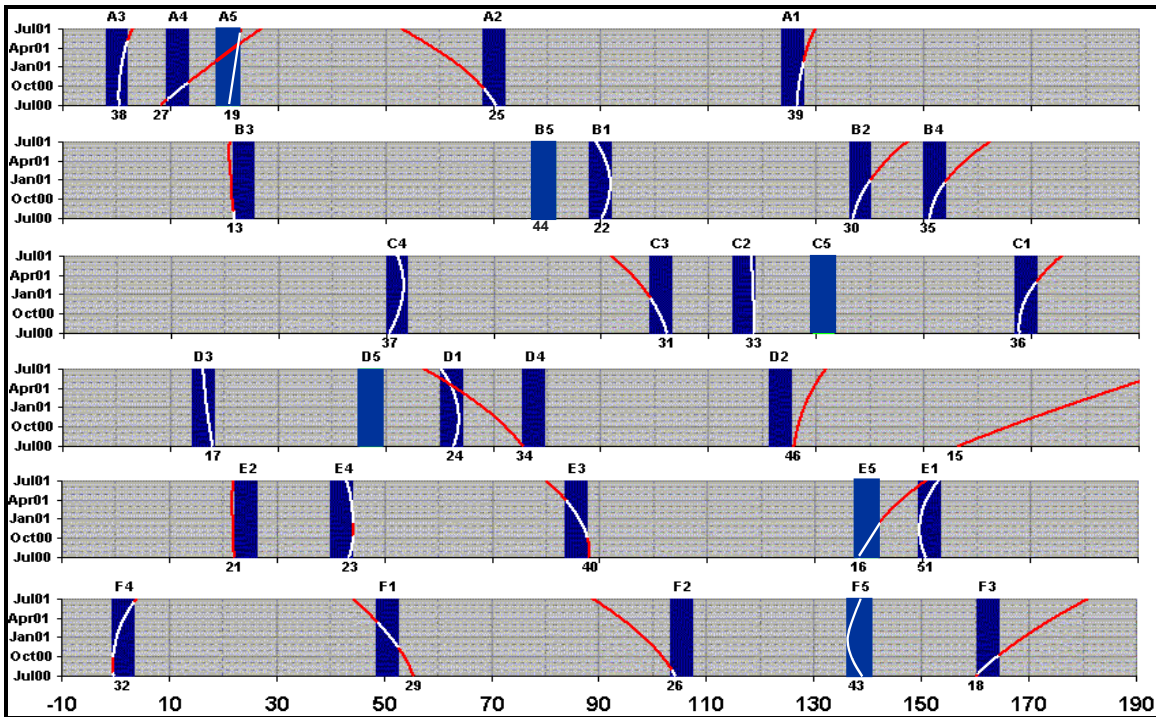 A3 A4 A5 A2 A1
Jul01
Apr01
Jan01
Oct00
Jul00
38 27 19 25 39
B3 B5 B1 B2 B4
Jul01
Apr01
Jan01
Oct00
Jul00
13 44 22 30 35
C4 C3 C2 C5 C1
Jul01
Apr01
Jan01
Oct00
Jul00
37 31 33 36
D3 D5 D1 D4 D2
Jul01
Apr01
Jan01
Oct00
Jul00
17 24 34 46 15
E2 E4 E3 E5 E1
Jul01
Apr01
Jan01
Oct00
Jul00
21 23 40 16 51
F4 F1 F2 F5 F3
Jul01
Apr01
Jan01
Oct00
Jul00
32 29 26 43 18
-10 10 30 50 70 90 110 130 150 170 190